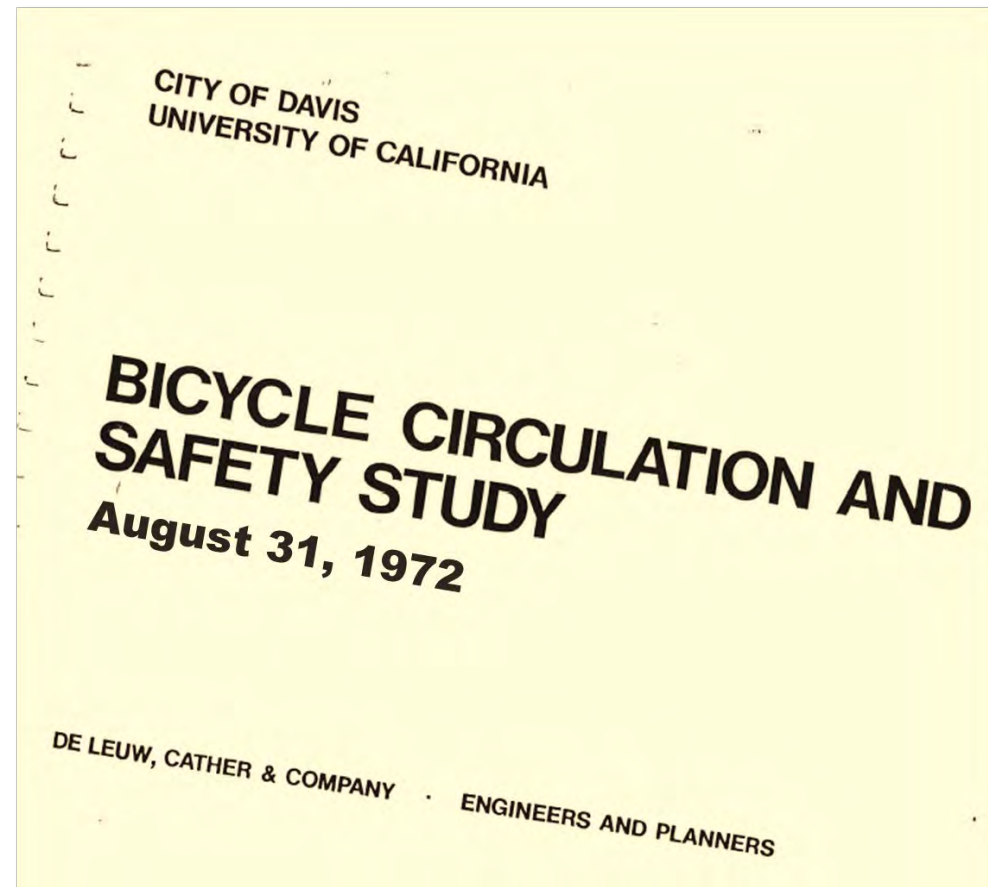 CITY OF DAVIS
UNIVERSITY OF CALIFORNIA
BICYCLE CIRCULATION AND
SAFETY STUDY
August 31, 1972
DE LEUW, CATHER & COMPANY · ENGINEERS AND PLANNERS